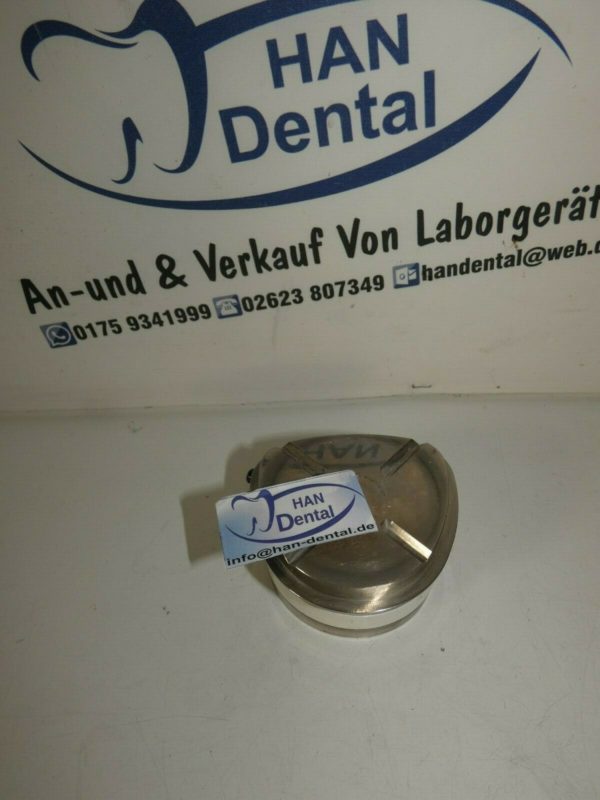 HAN
Dental
An-und & Verkauf Von Laborgerät
0175 9341999 02623 807349 handental@web.d
HAN
HAN
Dental
info@han-dental.de